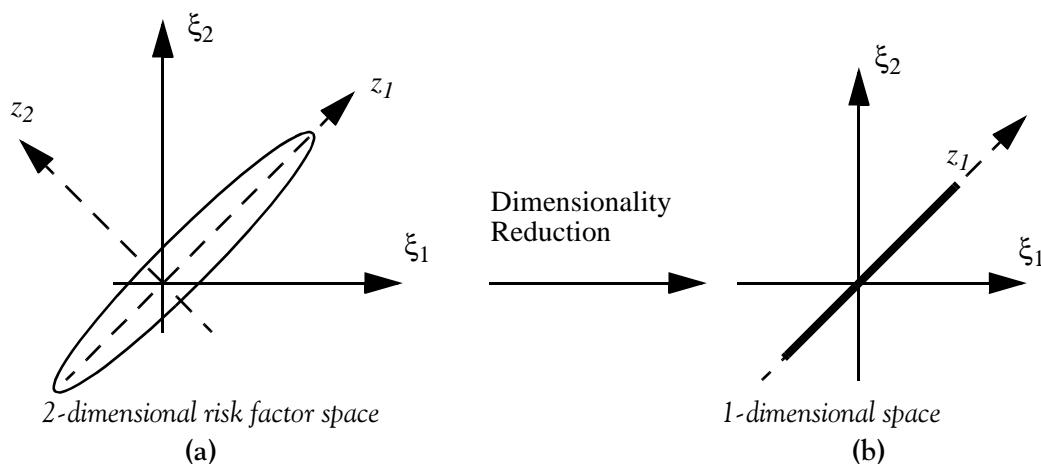 ξ2
z2
z1
ξ1
2-dimensional risk factor space
(a)
Dimensionality
Reduction
ξ2
z1
ξ1
1-dimensional space
(b)